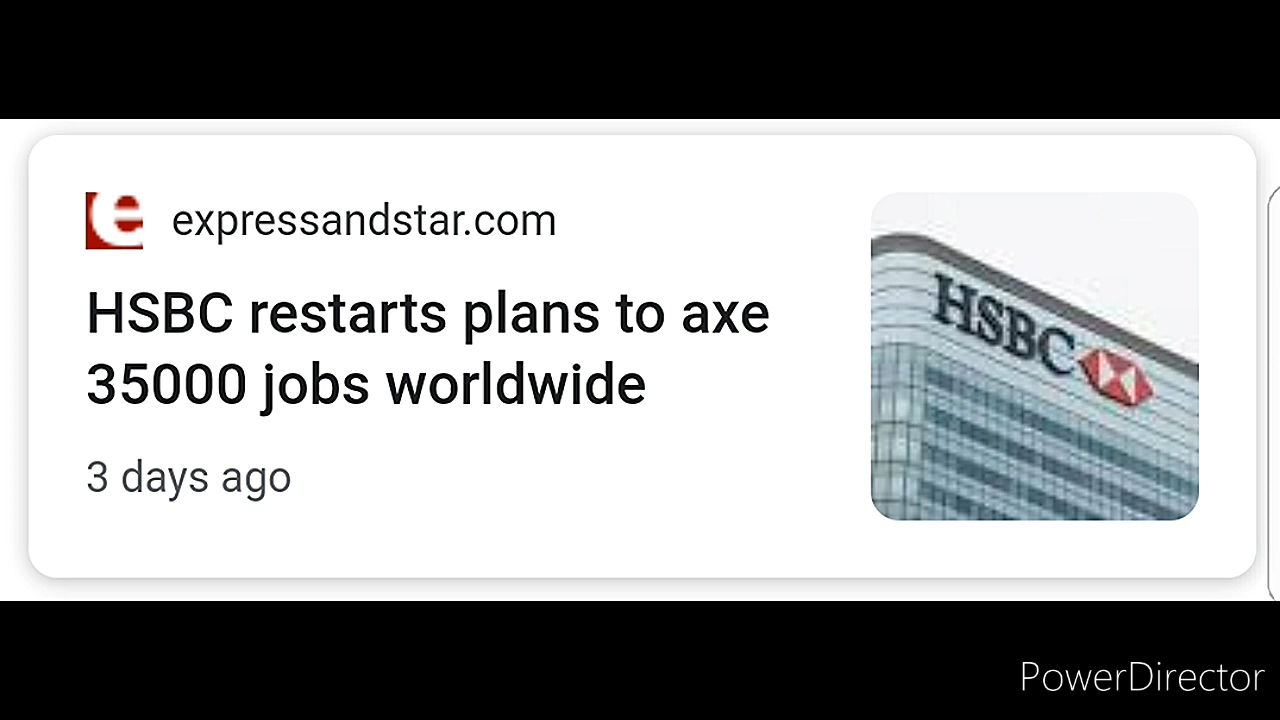 e expressandstar.com
HSBC restarts plans to axe
35000 jobs worldwide
3 days ago
HSBC
PowerDirector